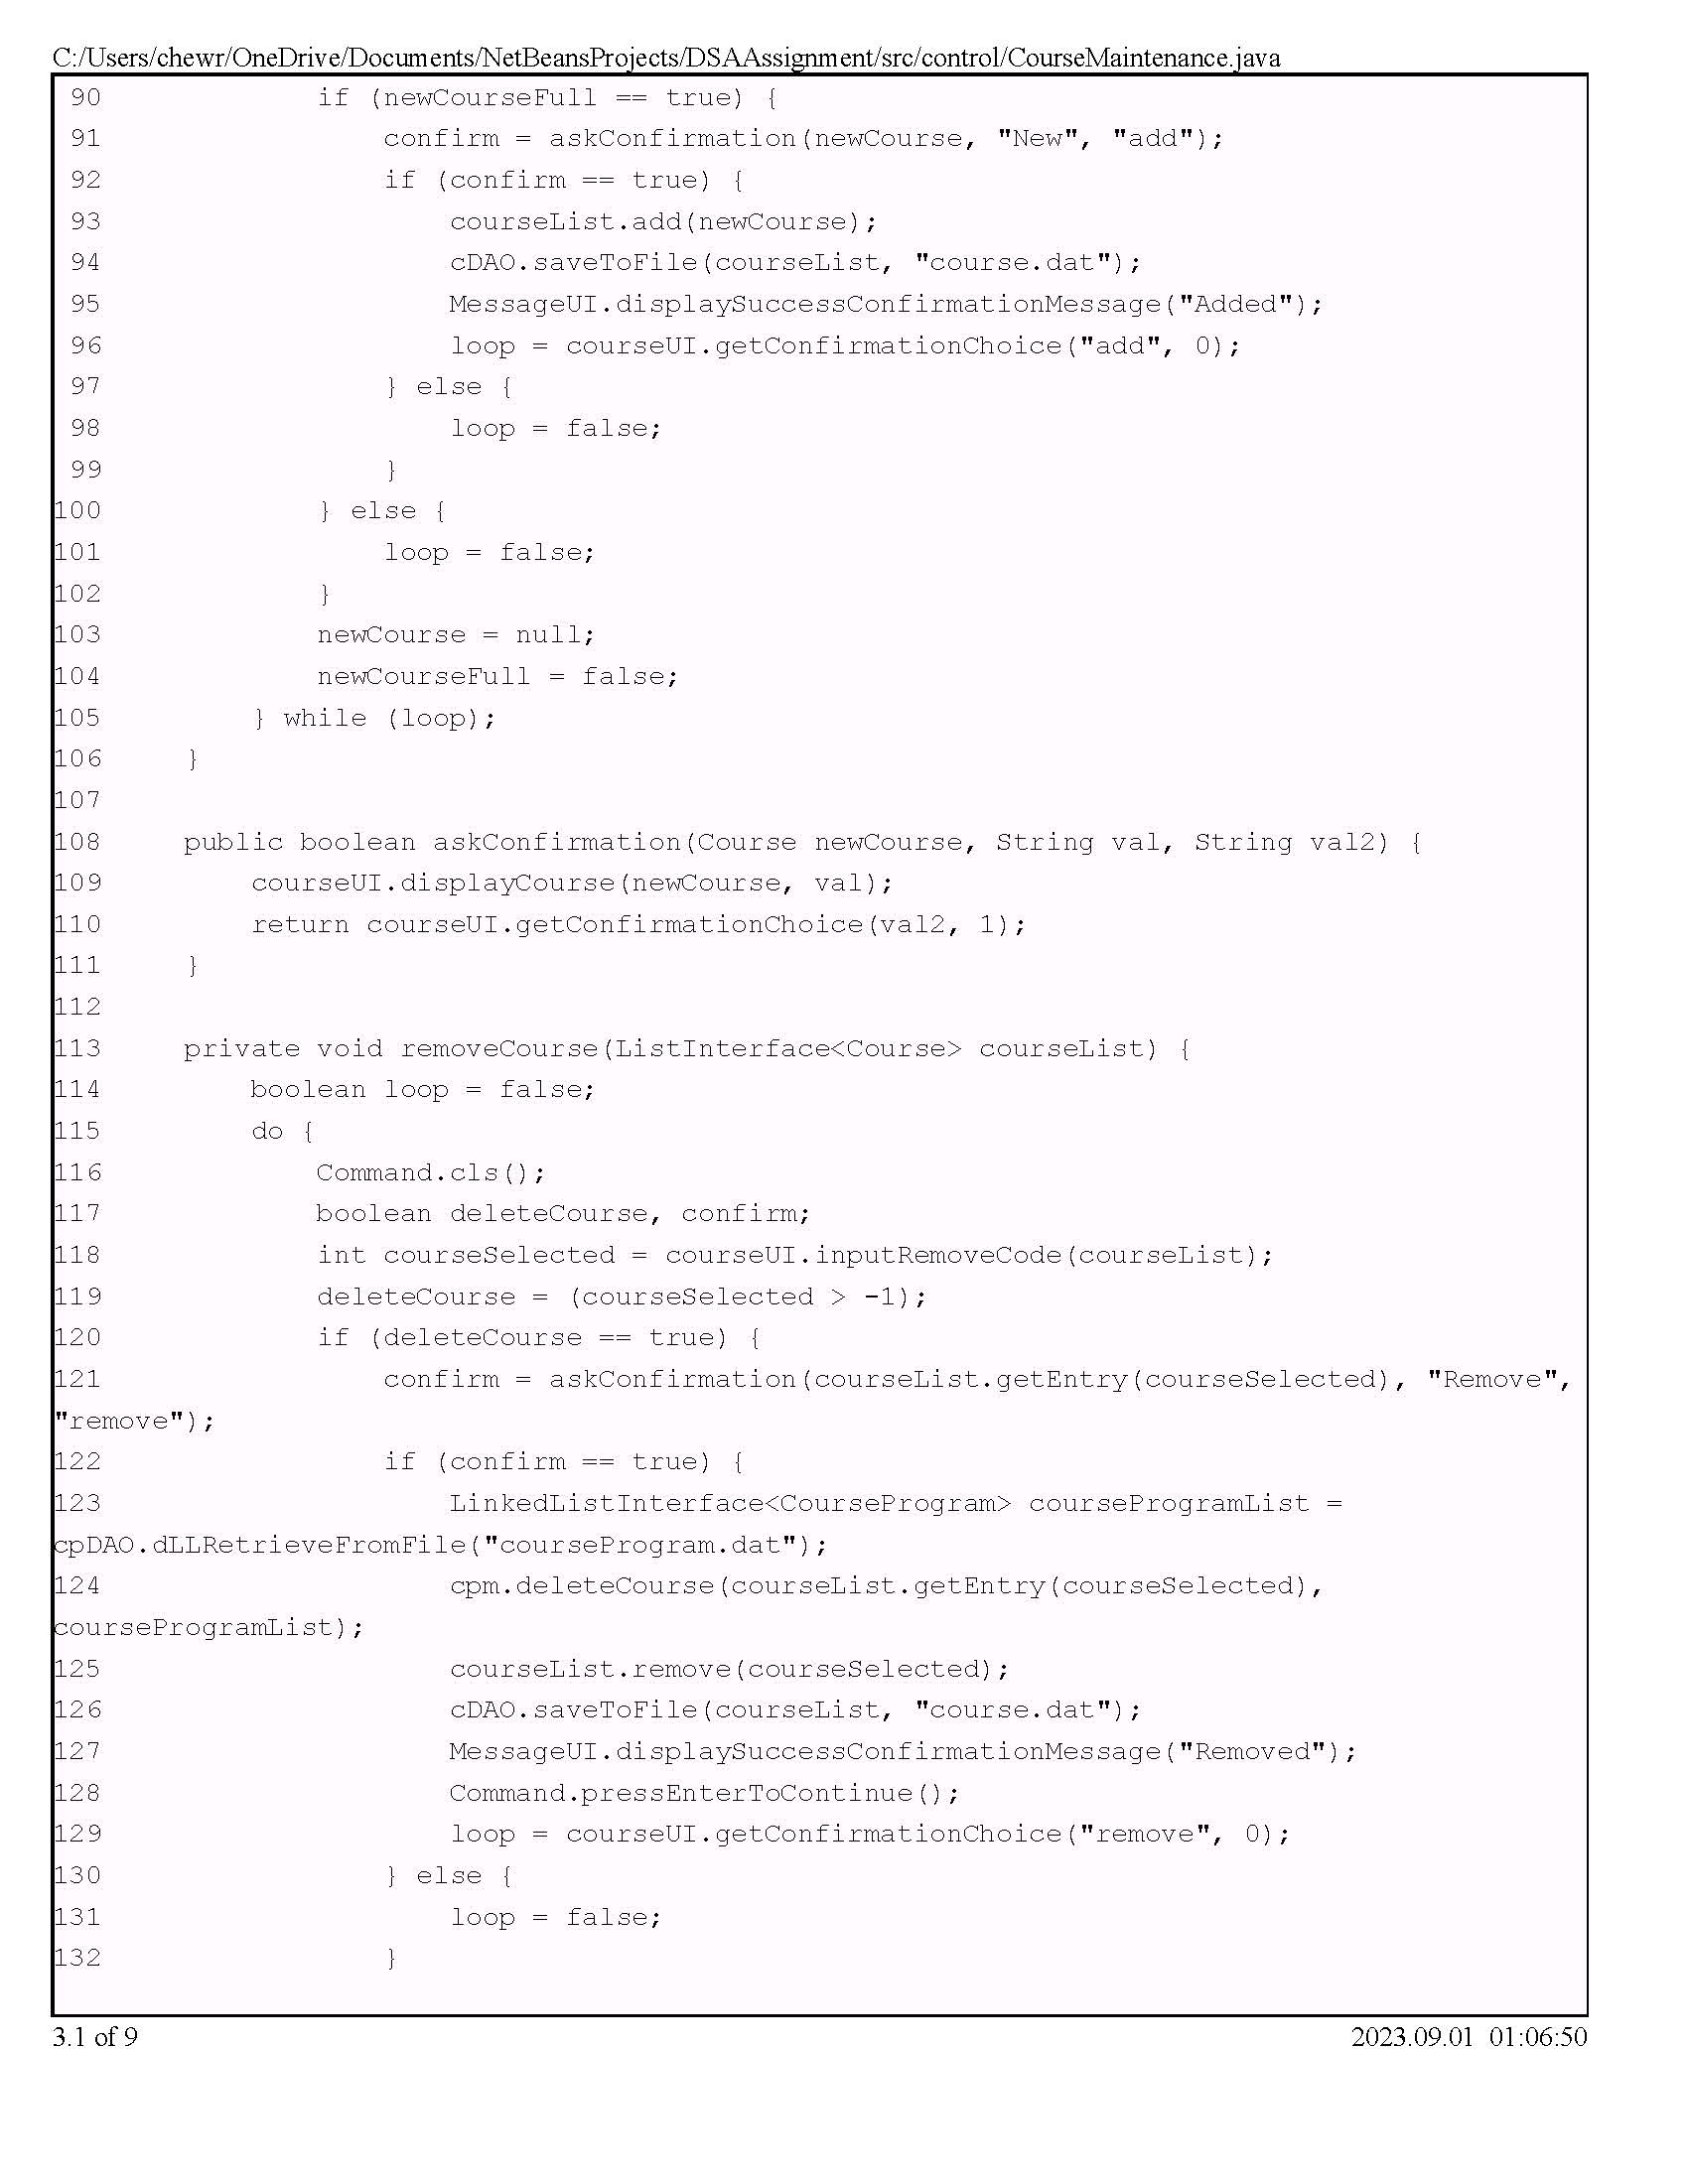 C:/Users/chewr/OneDrive/Documents/NetBeansProjects/DSAAssignment/src/control/CourseMaintenance.java
90             if (newCourseFull == true) {
91                 confirm = askConfirmation(newCourse, "New", "add");
92                 if (confirm == true) {
93                     courseList.add(newCourse);
94                     cDAO.saveToFile(courseList, "course.dat");
95                     MessageUI.displaySuccessConfirmationMessage("Added");
96                     loop = courseUI.getConfirmationChoice("add", 0);
97                 } else {
98                     loop = false;
99                 }
100             } else {
101                 loop = false;
102             }
103             newCourse = null;
104             newCourseFull = false;
105         } while (loop);
106     }
107
108     public boolean askConfirmation(Course newCourse, String val, String val2) {
109         courseUI.displayCourse(newCourse, val);
110         return courseUI.getConfirmationChoice(val2, 1);
111     }
112
113     private void removeCourse(ListInterface<Course> courseList) {
114         boolean loop = false;
115         do {
116             Command.cls();
117             boolean deleteCourse, confirm;
118             int courseSelected = courseUI.inputRemoveCode(courseList);
119             deleteCourse = (courseSelected > -1);
120             if (deleteCourse == true) {
121                 confirm = askConfirmation(courseList.getEntry(courseSelected), "Remove",
"remove");
122                 if (confirm == true) {
123                     LinkedListInterface<CourseProgram> courseProgramList =
cpDAO.dLLRetrieveFromFile("courseProgram.dat");
124                     cpm.deleteCourse(courseList.getEntry(courseSelected),
courseProgramList);
125                     courseList.remove(courseSelected);
126                     cDAO.saveToFile(courseList, "course.dat");
127                     MessageUI.displaySuccessConfirmationMessage("Removed");
128                     Command.pressEnterToContinue();
129                     loop = courseUI.getConfirmationChoice("remove", 0);
130                 } else {
131                     loop = false;
132                 }
3.1 of 9
2023.09.01 01:06:50